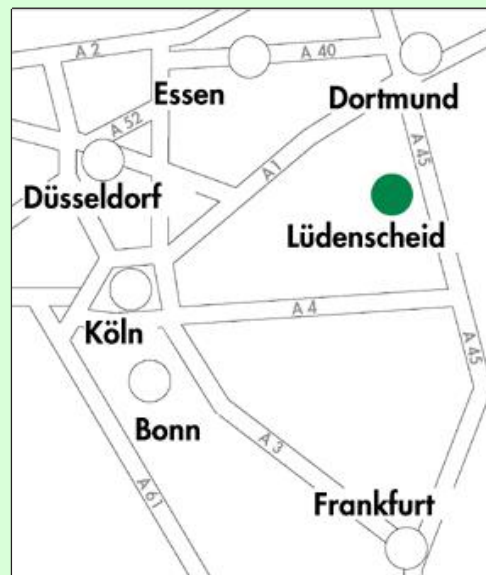 A 2
A 40
Essen
Dortmund
A 52
A 45
A 1
Düsseldorf
Lüdenscheid
A 4
Köln
A 45
Bonn
A 3
A 61
Frankfurt